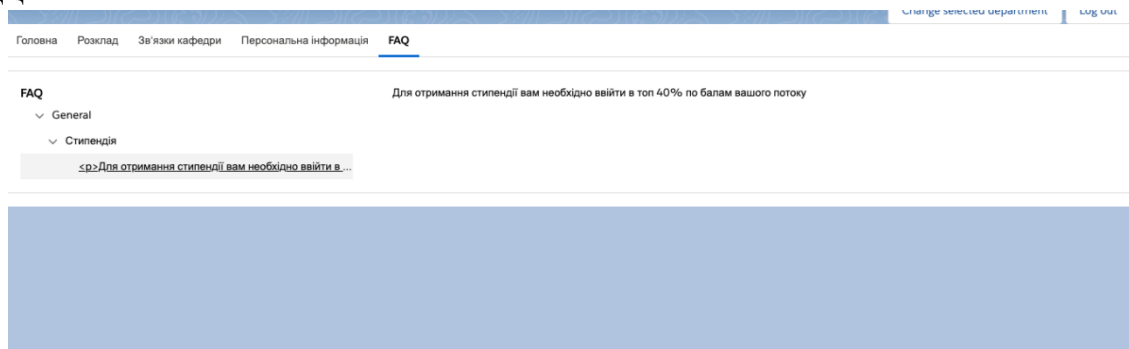 Change selected department Log out
Головна Розклад Зв'язки кафедри Персональна інформація FAQ
FAQ
Для отримання стипендії вам необхідно ввійти в топ 40% по балам вашого потоку
General
Стипендія
<p>Для отримання стипендії вам необхідно ввійти в ...